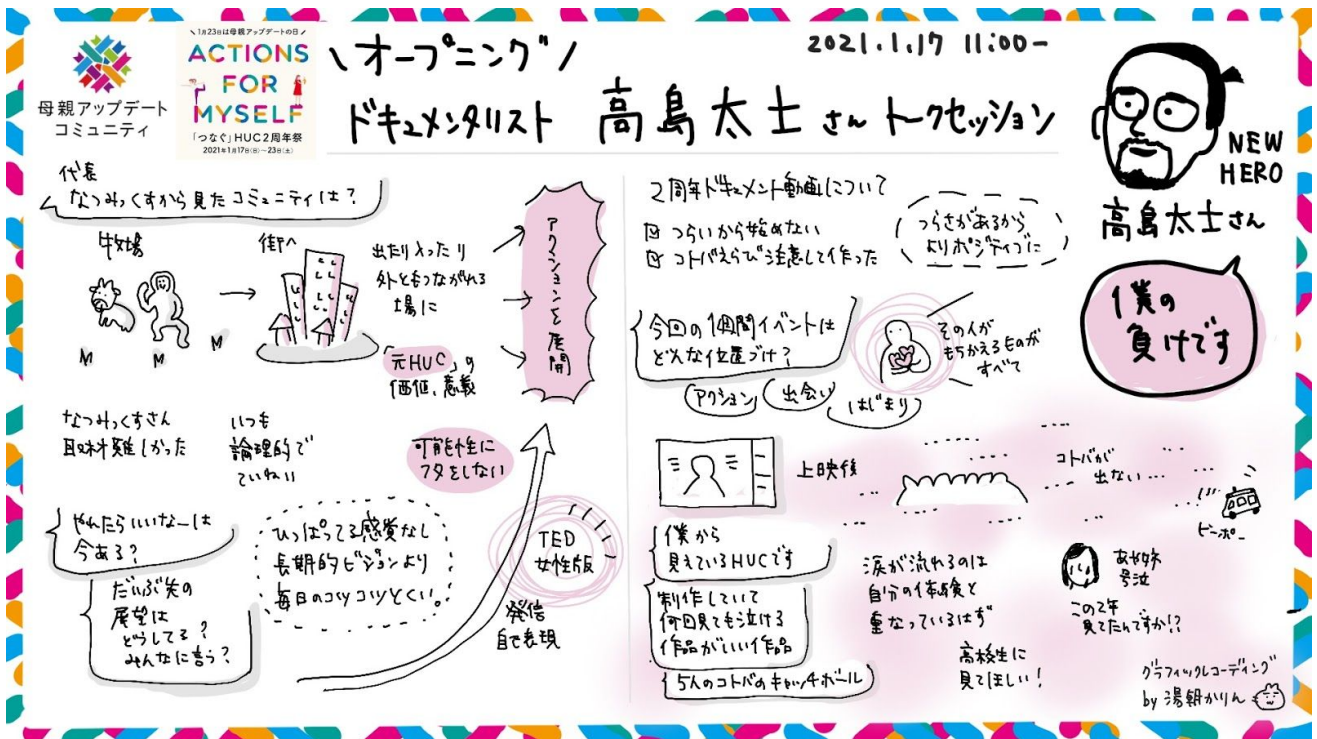 母親アップデート
コミュニティ
1月23日は母親アップデートの日
ACTIONS
FOR
MYSELF
「つなぐ」HUC2周年祭
2021年1月17日(日)~23日(土)
オープニング
2021.1.17 11:00-
ドキュメンタリスト 高島太士さん トークセッション
NEW
HERO
高島太士さん
僕の
負けです
代表
なつみっくすから見たコミュニティは?
牧場
街へ
出たり入ったり
外ともつながれる
場に
「元HUC」の
価値、意義
アクションを展開
なつみっくすさん
取材難しかった
いつも
論理的で
ていねい
可能性に
フタをしない
やれたらいいなーは
今ある?
だいぶ先の
展望は
どうしてる?
みんなに言う?
ひっぱってる感覚なし
長期的ビジョンより
毎日のコツコツとくい。
TED
女性版
発信
自己表現
2周年ドキュメント動画について
つらいから始めない
コトバえらび注意して作った
つらさがあるから
よりポジティブに
今回の1週間イベントは
どんな位置づけ?
アクション
出会い
はじまり
その人が
もちかえるものが
すべて
上映後
コトバが
出ない…
ピーポー
僕から
見えているHUCです
制作していて
何回見ても泣ける
作品がいい作品
5人のコトバのキャッチボール
涙が流れるのは
自分の体験と
重なっているはず
高校生に
見てほしい!
あや姉
号泣
この2年
見てたんですか!?
グラフィックレコーディング
by 湯朝かりん